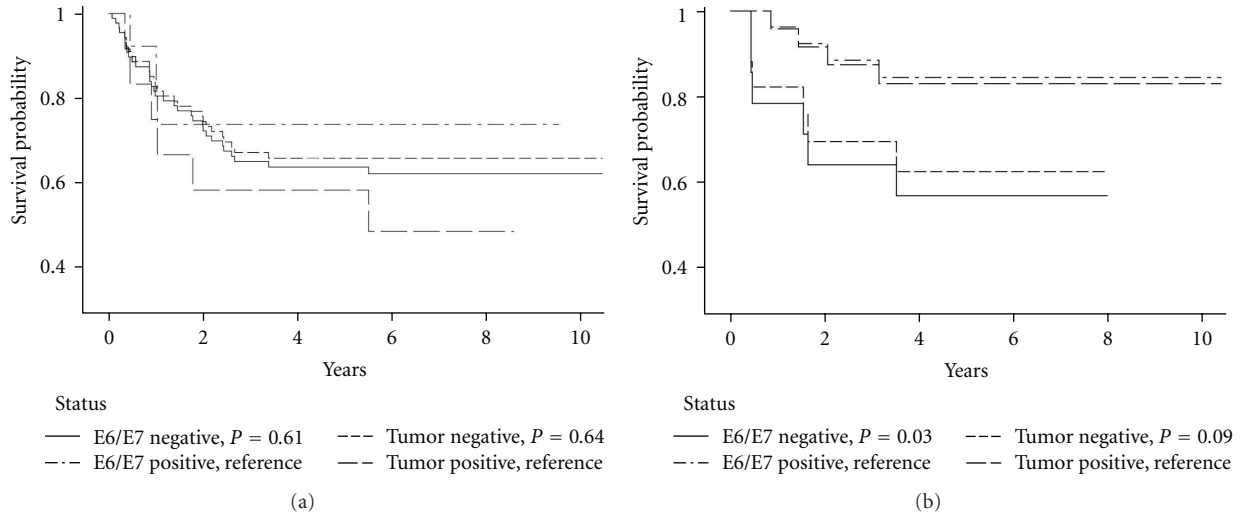 1
0.8
0.6
0.4
Survival probability
0 2 4 6 8 10
Years
Status
E6/E7 negative, P = 0.61
Tumor negative, P = 0.64
E6/E7 positive, reference
Tumor positive, reference
(a)
1
0.8
0.6
0.4
Survival probability
0 2 4 6 8 10
Years
Status
E6/E7 negative, P = 0.03
Tumor negative, P = 0.09
E6/E7 positive, reference
Tumor positive, reference
(b)